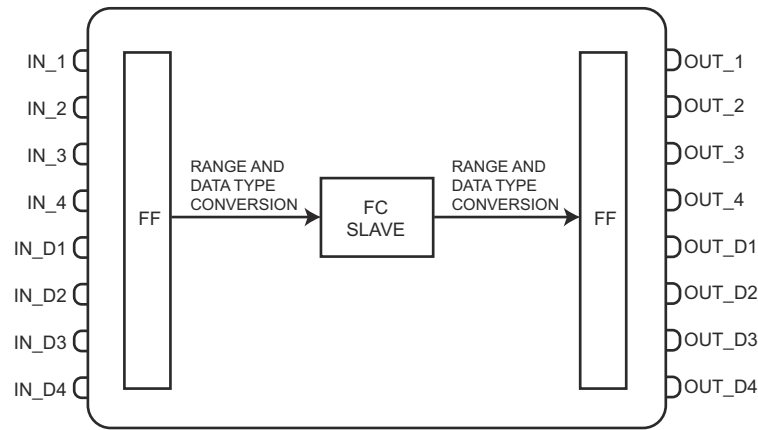 IN_1
IN_2
IN_3
IN_4
IN_D1
IN_D2
IN_D3
IN_D4
FF
RANGE AND
DATA TYPE
CONVERSION
FC
SLAVE
RANGE AND
DATA TYPE
CONVERSION
FF
OUT_1
OUT_2
OUT_3
OUT_4
OUT_D1
OUT_D2
OUT_D3
OUT_D4